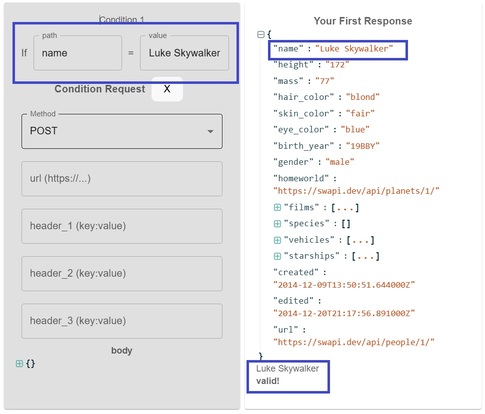 Condition 1
path value
If name = Luke Skywalker
Condition Request X
Method
POST
url (https://...)
header_1 (key:value)
header_2 (key:value)
header_3 (key:value)
body
{}
Your First Response
{
"name" : "Luke Skywalker"
"height" : "172"
"mass" : "77"
"hair_color" : "blond"
"skin_color" : "fair"
"eye_color" : "blue"
"birth_year" : "19BBY"
"gender" : "male"
"homeworld" :
"https://swapi.dev/api/planets/1/"
"films" : [...]
"species" : []
"vehicles" : [...]
"starships" : [...]
"created" :
"2014-12-09T13:50:51.644000Z"
"edited" :
"2014-12-20T21:17:56.891000Z"
"url" :
"https://swapi.dev/api/people/1/"
}
Luke Skywalker
valid!